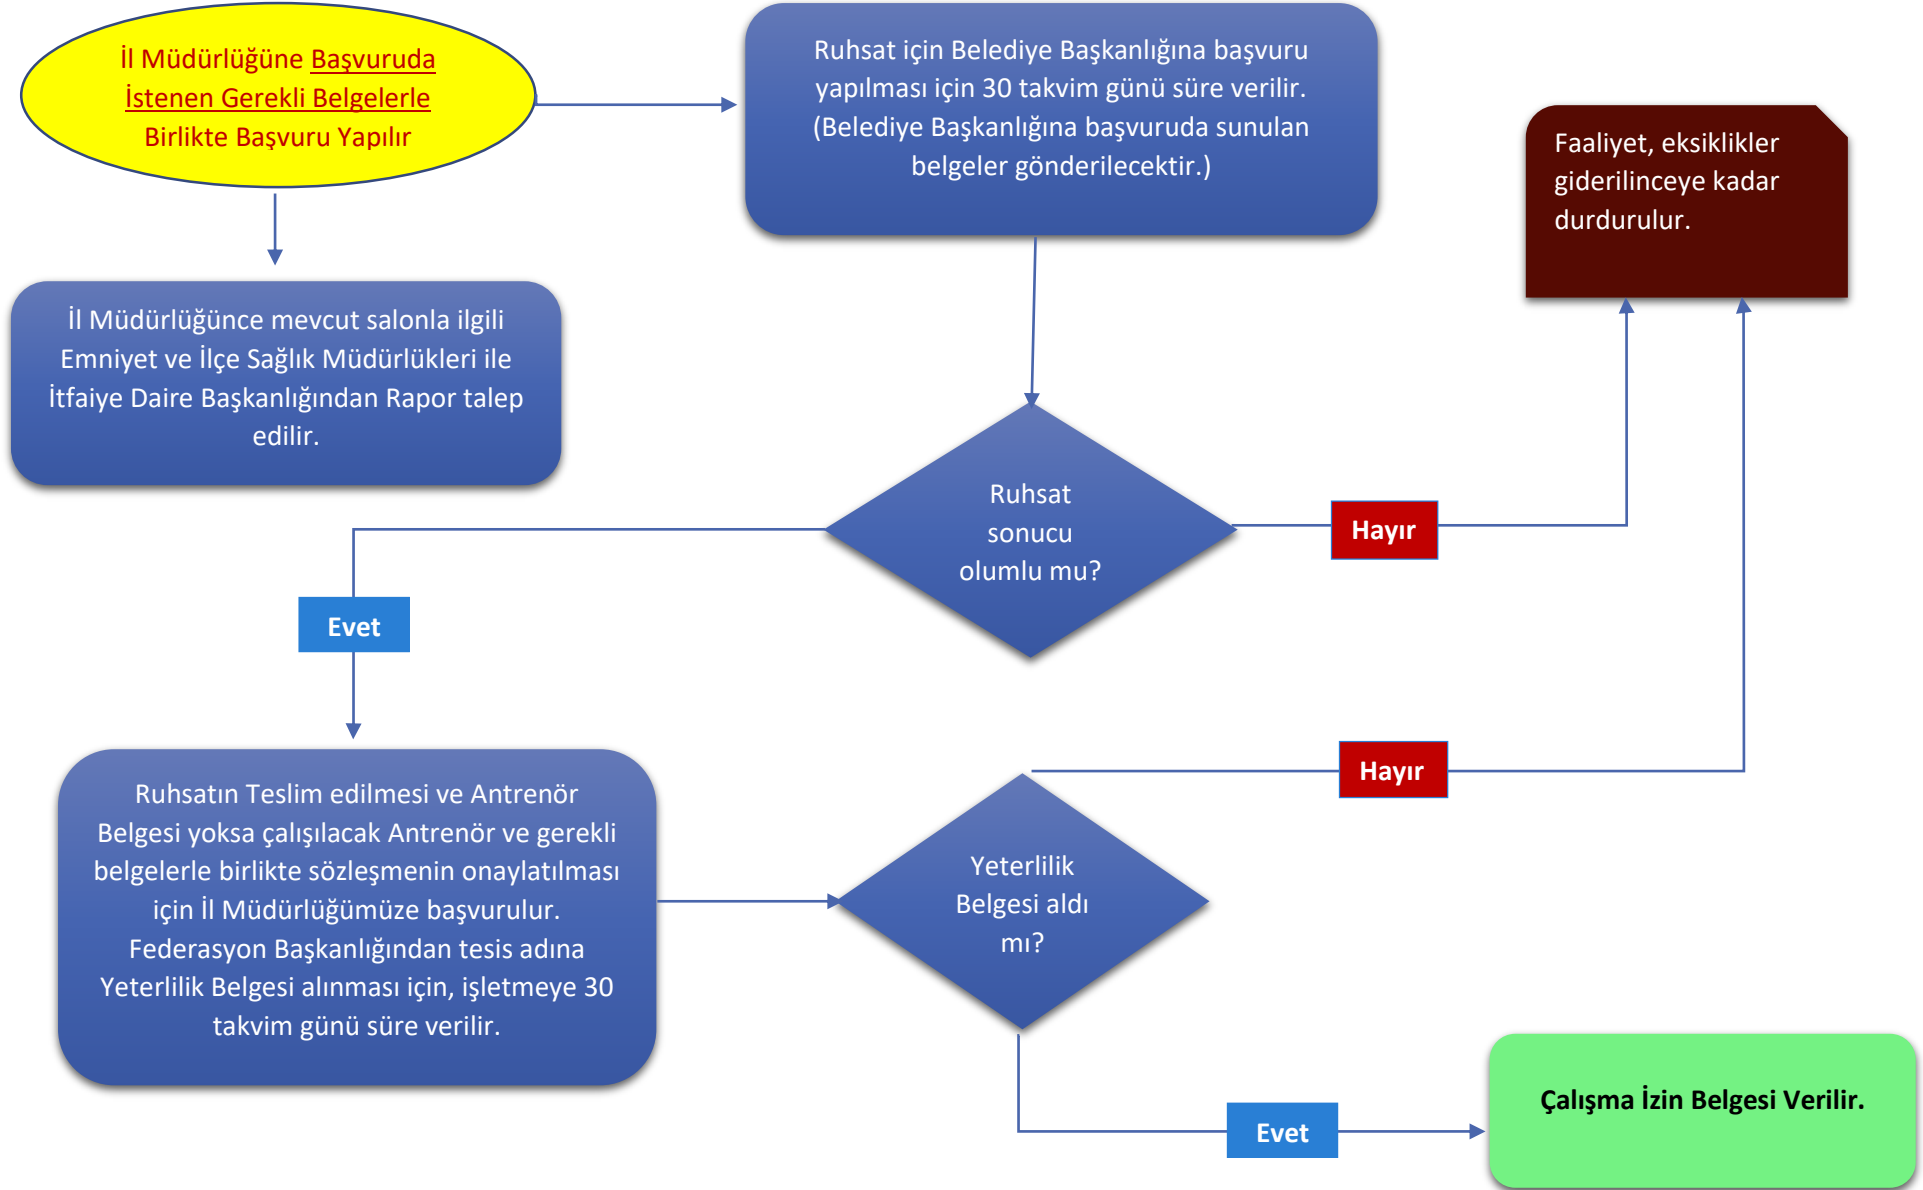 İl Müdürlüğüne Başvuruda
İstenen Gerekli Belgelerle
Birlikte Başvuru Yapılır
Ruhsat için Belediye Başkanlığına başvuru
yapılması için 30 takvim günü süre verilir.
(Belediye Başkanlığına başvuruda sunulan
belgeler gönderilecektir.)
Faaliyet, eksiklikler
giderilinceye kadar
durdurulur.
İl Müdürlüğünce mevcut salonla ilgili
Emniyet ve İlçe Sağlık Müdürlükleri ile
İtfaiye Daire Başkanlığından Rapor talep
edilir.
Ruhsat
sonucu
olumlu mu?
Hayır
Evet
Ruhsatın Teslim edilmesi ve Antrenör
Belgesi yoksa çalışılacak Antrenör ve gerekli
belgelerle birlikte sözleşmenin onaylatılması
için İl Müdürlüğümüze başvurulur.
Federasyon Başkanlığından tesis adına
Yeterlilik Belgesi alınması için, işletmeye 30
takvim günü süre verilir.
Yeterlilik
Belgesi aldı
mı?
Hayır
Evet
Çalışma İzin Belgesi Verilir.